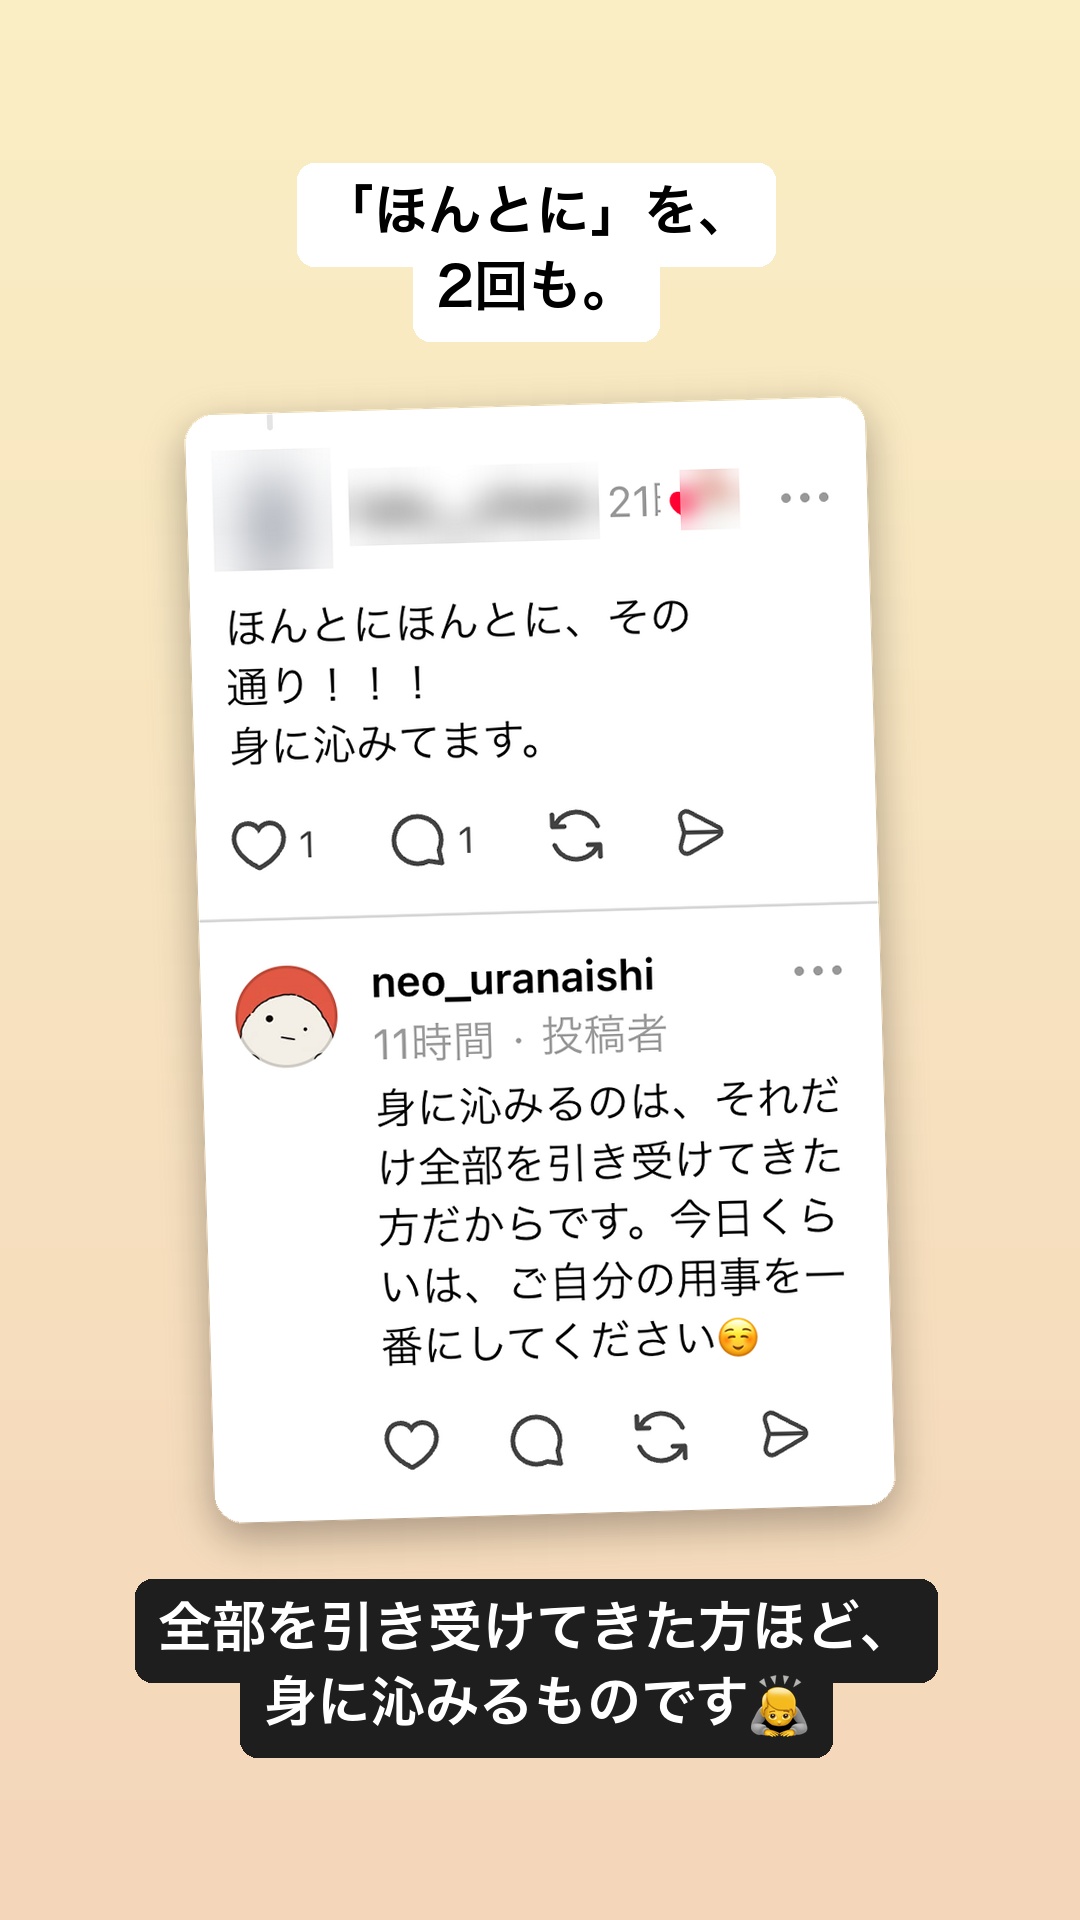 「ほんとに」を、
2回も。
21
ほんとにほんとに、その
通り！！！
身に沁みてます。
1 1
neo_uranaishi
11時間・投稿者
身に沁みるのは、それだ
け全部を引き受けてきた
方だからです。今日くら
いは、ご自分の用事を一
番にしてください☺️
全部を引き受けてきた方ほど、
身に沁みるものです🙇